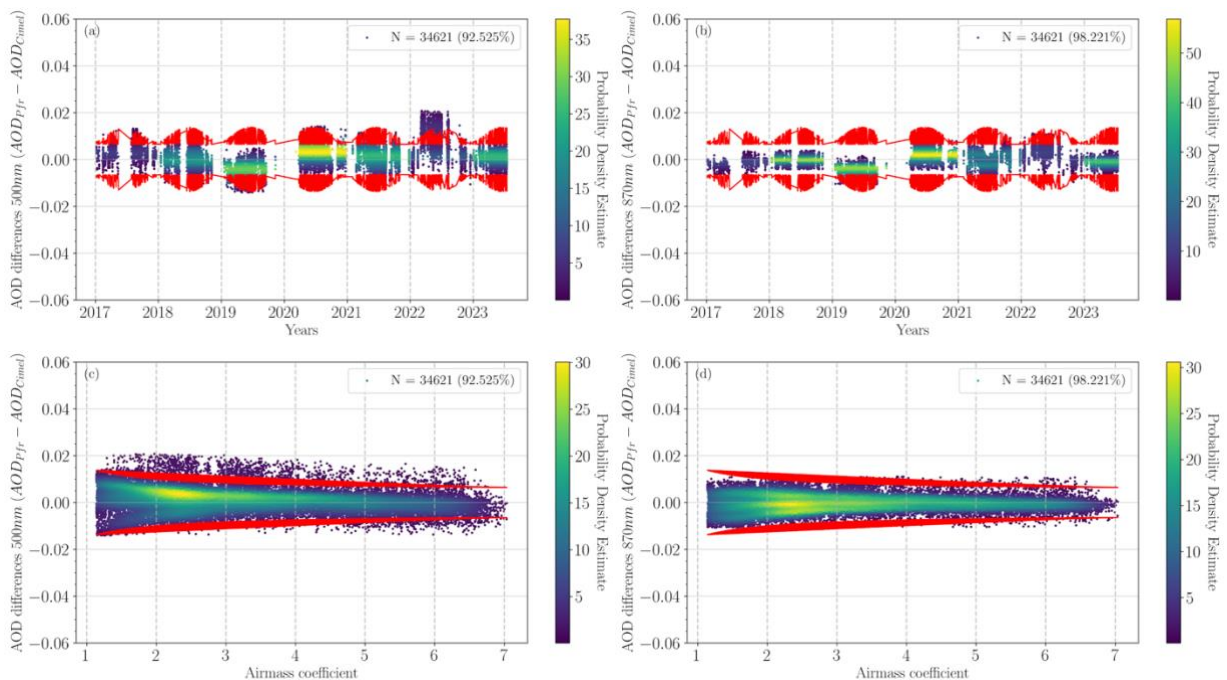 (a)
N = 34621 (92.525%)
AOD differences 500nm (AOD_Pfr − AOD_Cimel)
0.06
0.04
0.02
0.00
−0.02
−0.04
−0.06
2017 2018 2019 2020 2021 2022 2023
Years
35
30
25
20
15
10
5
Probability Density Estimate
(b)
N = 34621 (98.221%)
AOD differences 870nm (AOD_Pfr − AOD_Cimel)
0.06
0.04
0.02
0.00
−0.02
−0.04
−0.06
2017 2018 2019 2020 2021 2022 2023
Years
50
40
30
20
10
Probability Density Estimate
(c)
N = 34621 (92.525%)
AOD differences 500nm (AOD_Pfr − AOD_Cimel)
0.06
0.04
0.02
0.00
−0.02
−0.04
−0.06
1 2 3 4 5 6 7
Airmass coefficient
30
25
20
15
10
5
Probability Density Estimate
(d)
N = 34621 (98.221%)
AOD differences 870nm (AOD_Pfr − AOD_Cimel)
0.06
0.04
0.02
0.00
−0.02
−0.04
−0.06
1 2 3 4 5 6 7
Airmass coefficient
30
25
20
15
10
5
Probability Density Estimate